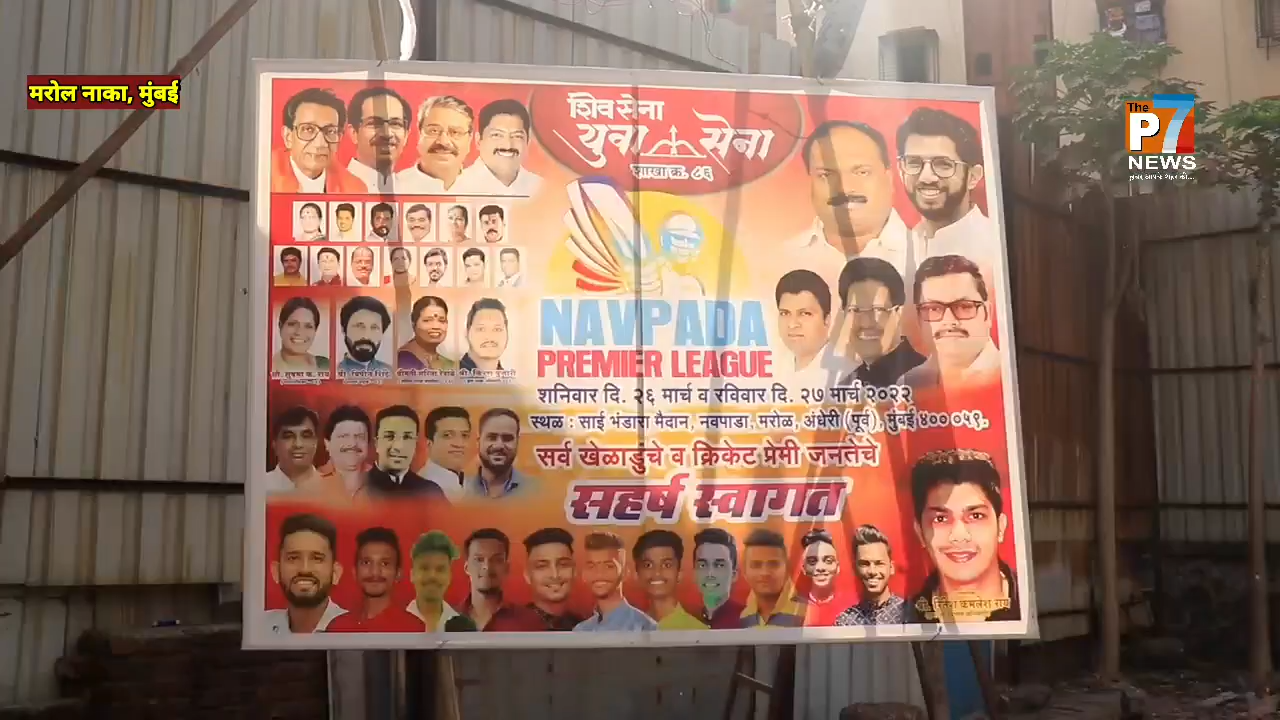 मरोल नाका, मुंबई
The
P7
NEWS
शिवसेना
युवा सेना
शाखा क्र. ८६
NAVPADA
PREMIER LEAGUE
शनिवार दि. २६ मार्च व रविवार दि. २७ मार्च २०२२
स्थळ : साई भंडारा मैदान, नवपाडा, मरोळ, अंधेरी (पूर्व), मुंबई ४०० ०५९.
सर्व खेळाडुंचे व क्रिकेट प्रेमी जनतेचे
सहर्ष स्वागत
सौ. सुषमा क. राय
श्री. बिपीन शिंदे